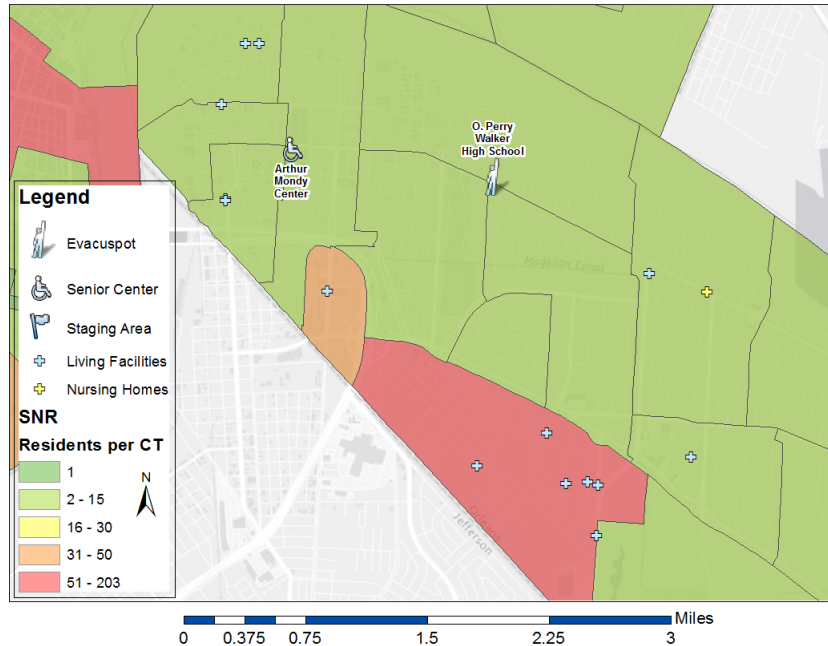 O. Perry
Walker
High School
Arthur
Mondy
Center
Legend
Evacuspot
Senior Center
Staging Area
Living Facilities
Nursing Homes
SNR
Residents per CT
1
N
2 - 15
16 - 30
31 - 50
51 - 203
Magellan Canal
Orleans
Jefferson
Miles
0
0.375
0.75
1.5
2.25
3